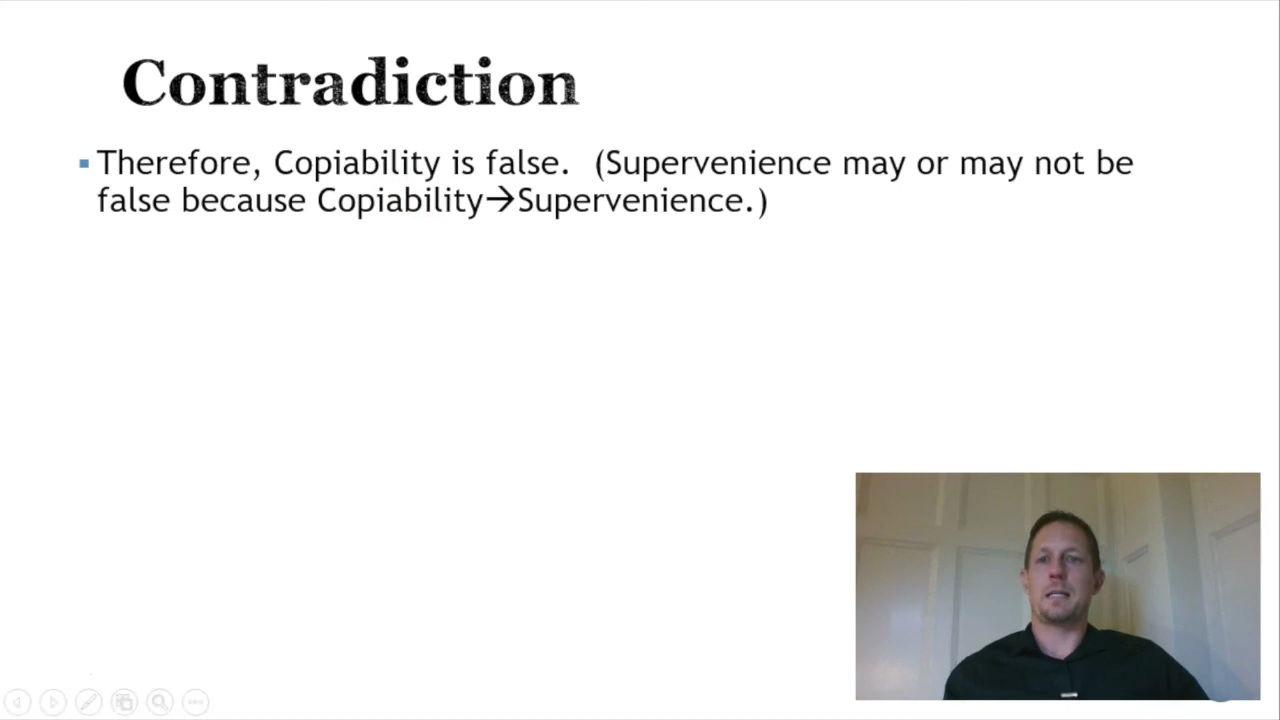 Contradiction
Therefore, Copiability is false.  (Supervenience may or may not be
false because Copiability→Supervenience.)